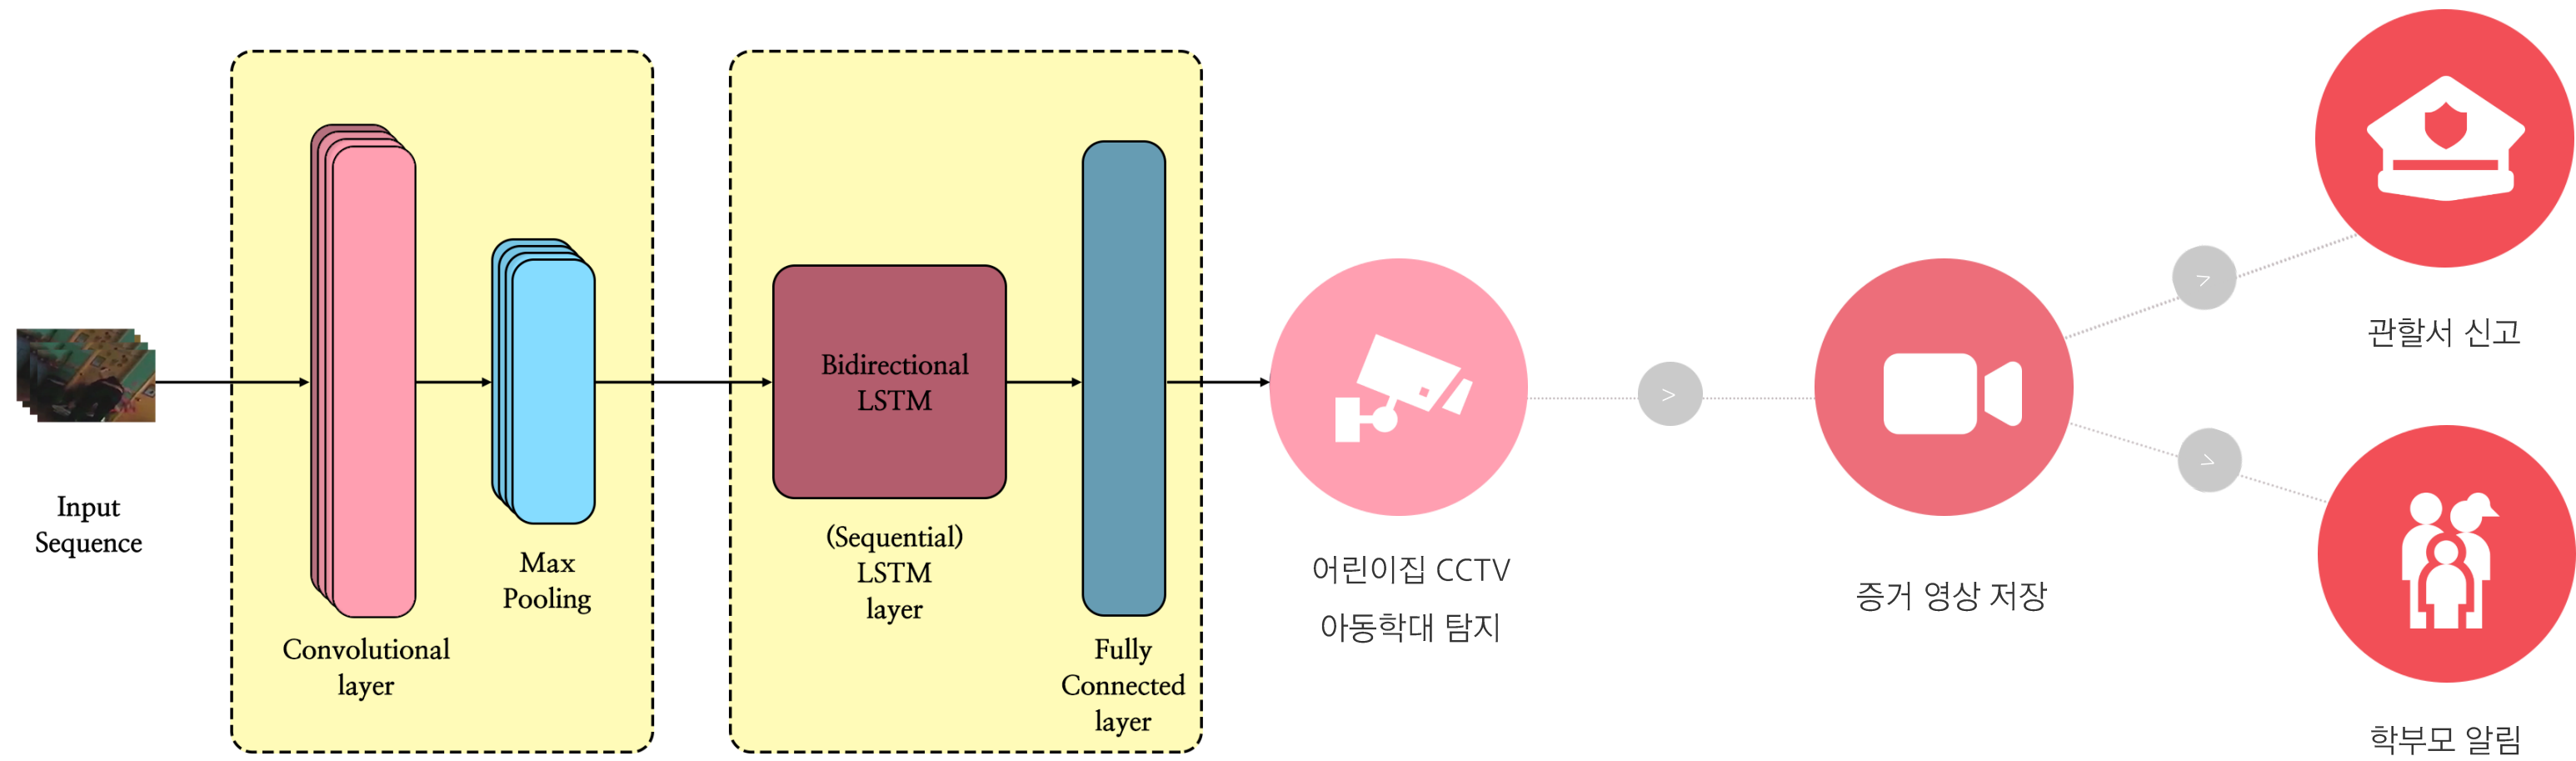 Input
Sequence
Convolutional
layer
Max
Pooling
Bidirectional
LSTM
(Sequential)
LSTM
layer
Fully
Connected
layer
어린이집 CCTV
아동학대 탐지
>
증거 영상 저장
>
관할서 신고
>
학부모 알림